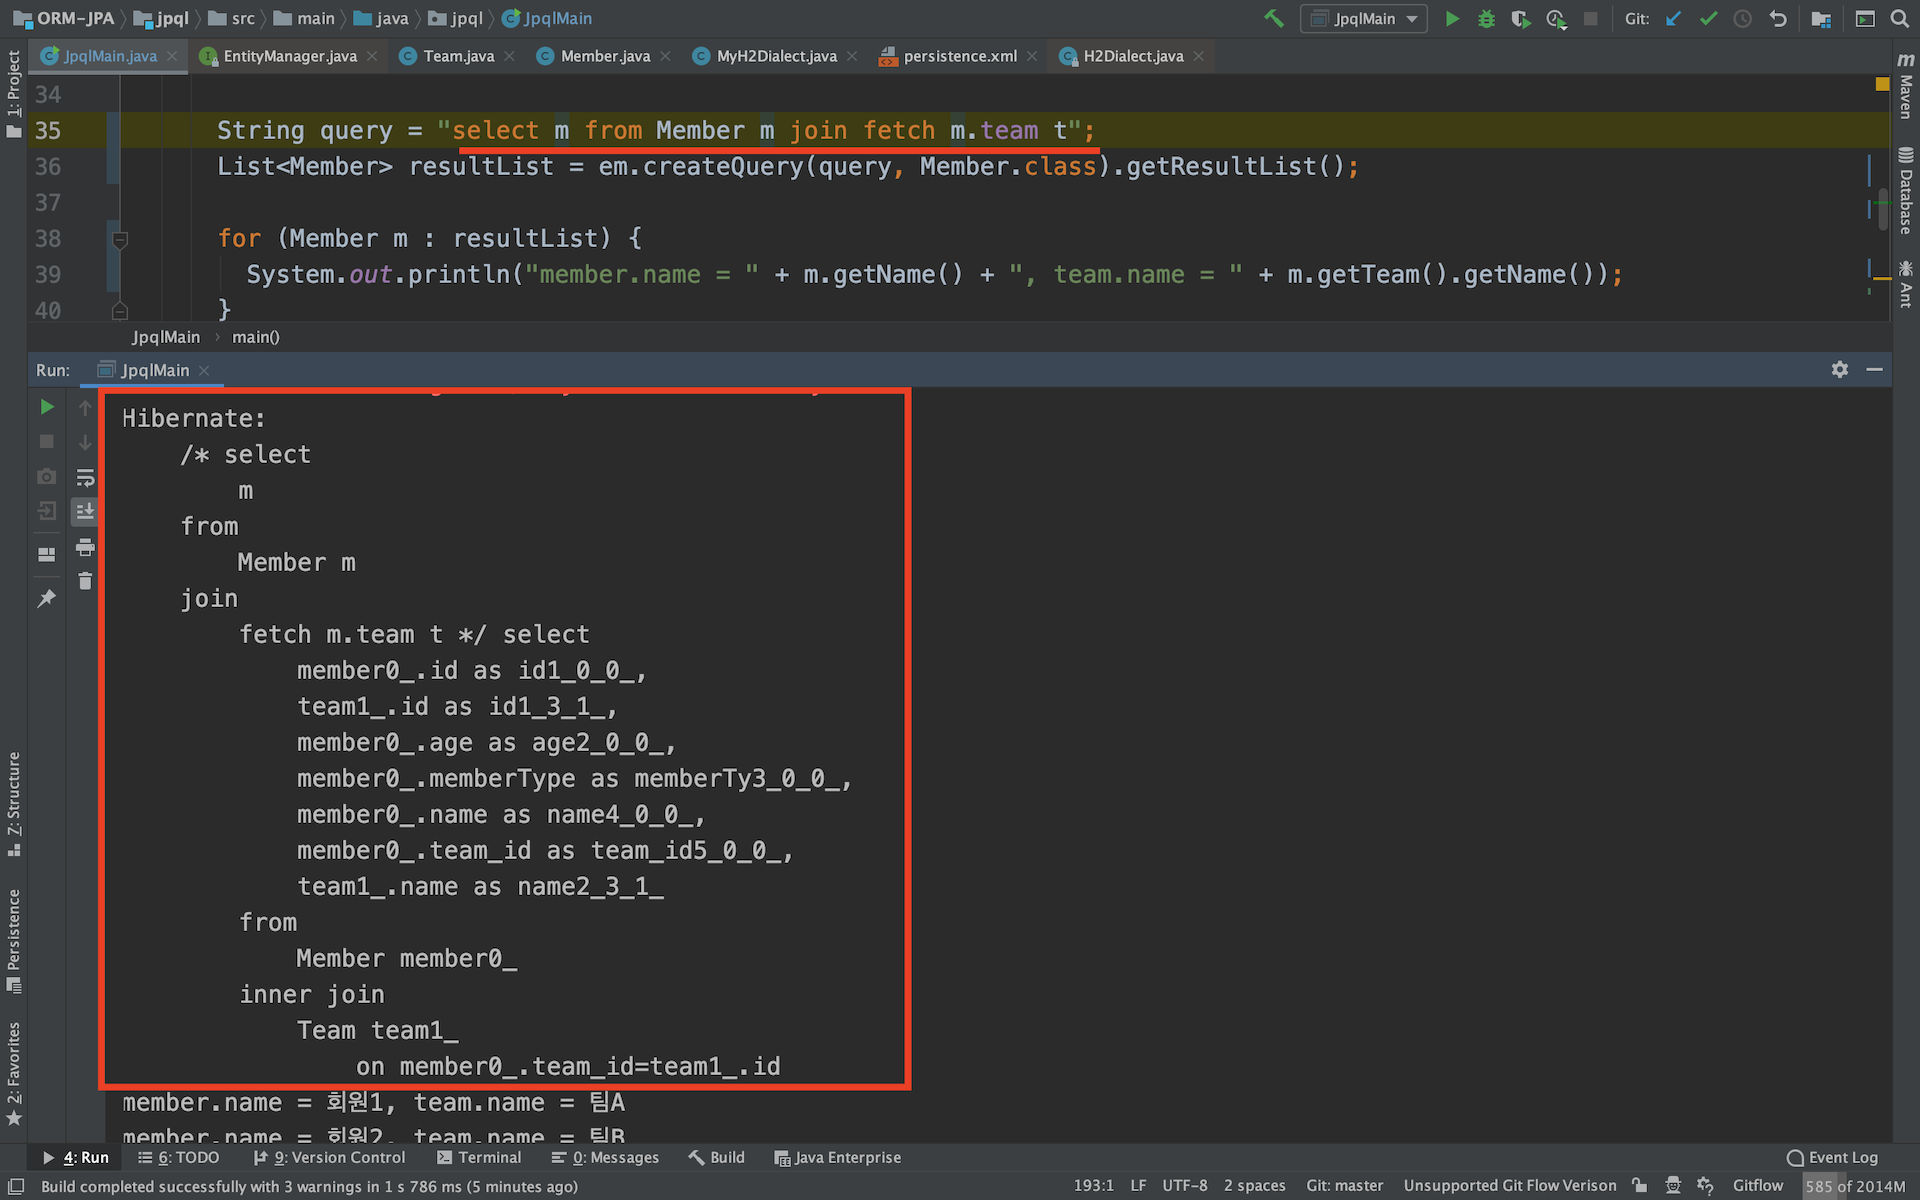 ORM-JPA jpql src main java jpql JpqlMain JpqlMain Git:
JpqlMain.java EntityManager.java Team.java Member.java MyH2Dialect.java persistence.xml H2Dialect.java
1: Project
Z: Structure
Persistence
2: Favorites
m
Maven
Database
Ant
34
35 String query = "select m from Member m join fetch m.team t";
36 List<Member> resultList = em.createQuery(query, Member.class).getResultList();
37
38 for (Member m : resultList) {
39 System.out.println("member.name = " + m.getName() + ", team.name = " + m.getTeam().getName());
40 }
JpqlMain main()
Run: JpqlMain
Hibernate:
/* select
m
from
Member m
join
fetch m.team t */ select
member0_.id as id1_0_0_,
team1_.id as id1_3_1_,
member0_.age as age2_0_0_,
member0_.memberType as memberTy3_0_0_,
member0_.name as name4_0_0_,
member0_.team_id as team_id5_0_0_,
team1_.name as name2_3_1_
from
Member member0_
inner join
Team team1_
on member0_.team_id=team1_.id
member.name = 회원1, team.name = 팀A
member.name = 회원2, team.name = 팀B
4: Run 6: TODO 9: Version Control Terminal 0: Messages Build Java Enterprise Event Log
Build completed successfully with 3 warnings in 1 s 786 ms (5 minutes ago) 193:1 LF UTF-8 2 spaces Git: master Unsupported Git Flow Verison Gitflow 585 of 2014M